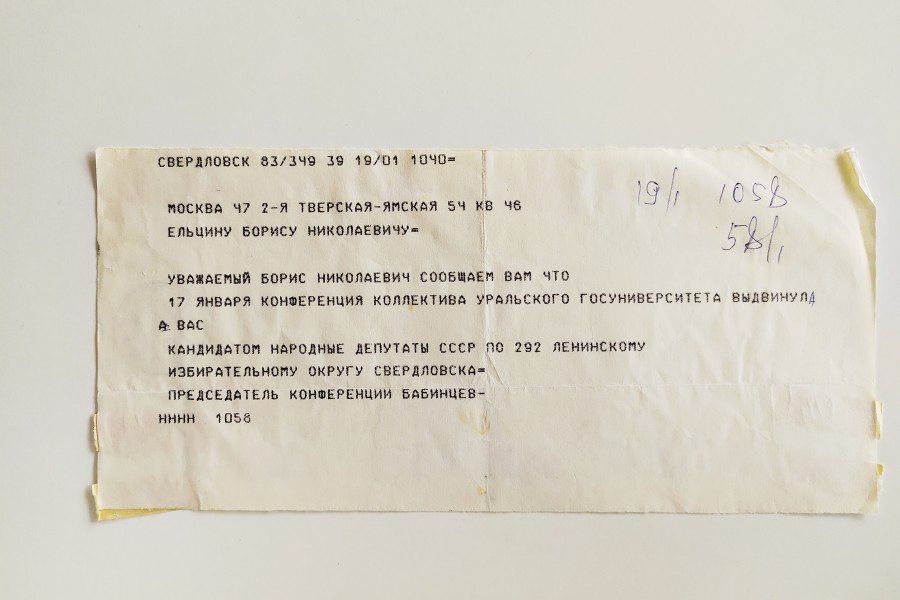 СВЕРДЛОВСК 83/349 39 19/01 1040=
19/1 1058
МОСКВА 47 2-Я ТВЕРСКАЯ-ЯМСКАЯ 54 КВ 46
58/1
ЕЛЬЦИНУ БОРИСУ НИКОЛАЕВИЧУ=
УВАЖАЕМЫЙ БОРИС НИКОЛАЕВИЧ СООБЩАЕМ ВАМ ЧТО
17 ЯНВАРЯ КОНФЕРЕНЦИЯ КОЛЛЕКТИВА УРАЛЬСКОГО ГОСУНИВЕРСИТЕТА ВЫДВИНУЛА
А ВАС
КАНДИДАТОМ НАРОДНЫЕ ДЕПУТАТЫ СССР ПО 292 ЛЕНИНСКОМУ
ИЗБИРАТЕЛЬНОМУ ОКРУГУ СВЕРДЛОВСКА=
ПРЕДСЕДАТЕЛЬ КОНФЕРЕНЦИИ БАБИНЦЕВ-
НННН 1058